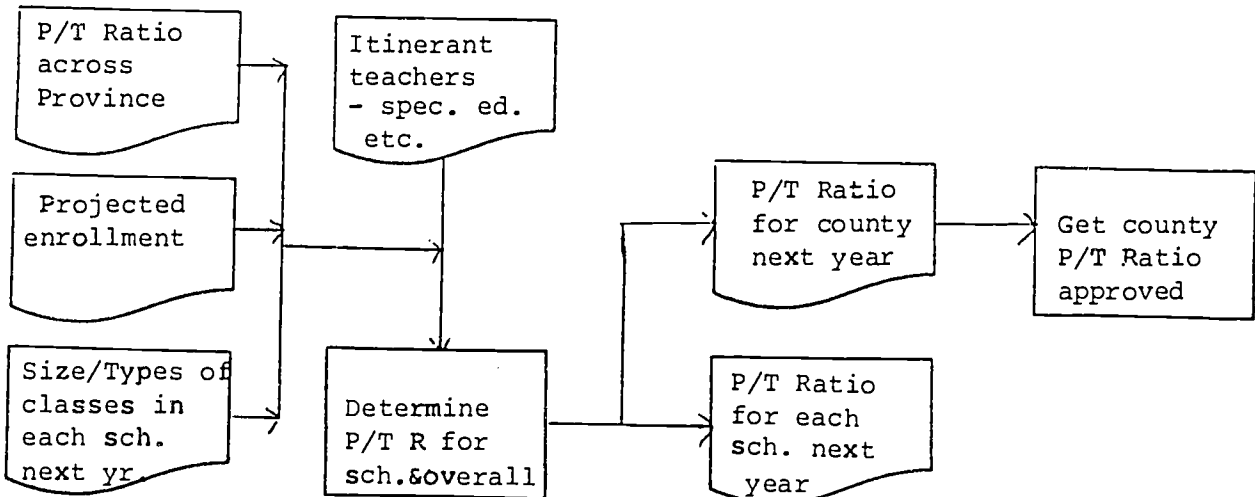 P/T Ratio
across
Province
Projected
enrollment
Size/Types of
classes in
each sch.
next yr.
Itinerant
teachers
- spec. ed.
etc.
Determine
P/T R for
sch.&overall
P/T Ratio
for county
next year
P/T Ratio
for each
sch. next
year
Get county
P/T Ratio
approved